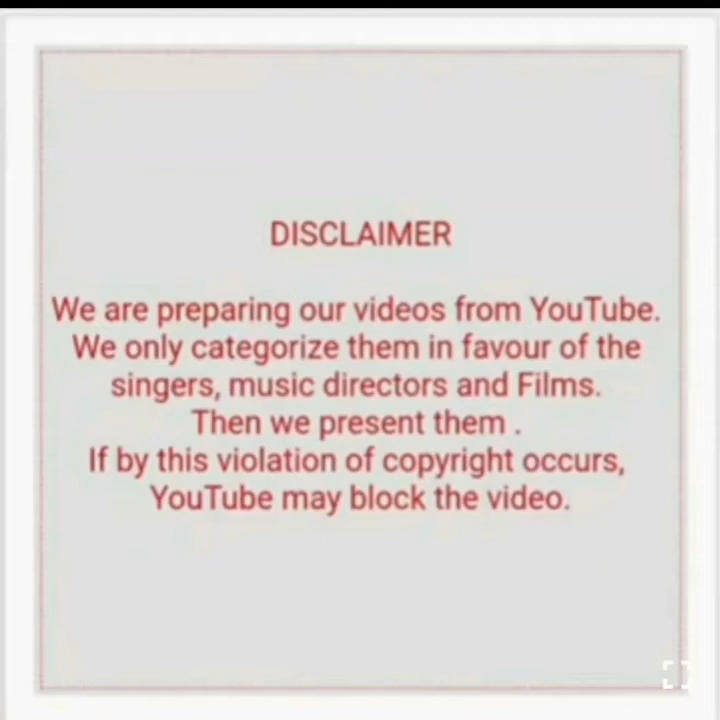 DISCLAIMER
We are preparing our videos from YouTube.
We only categorize them in favour of the
singers, music directors and Films.
Then we present them .
If by this violation of copyright occurs,
YouTube may block the video.